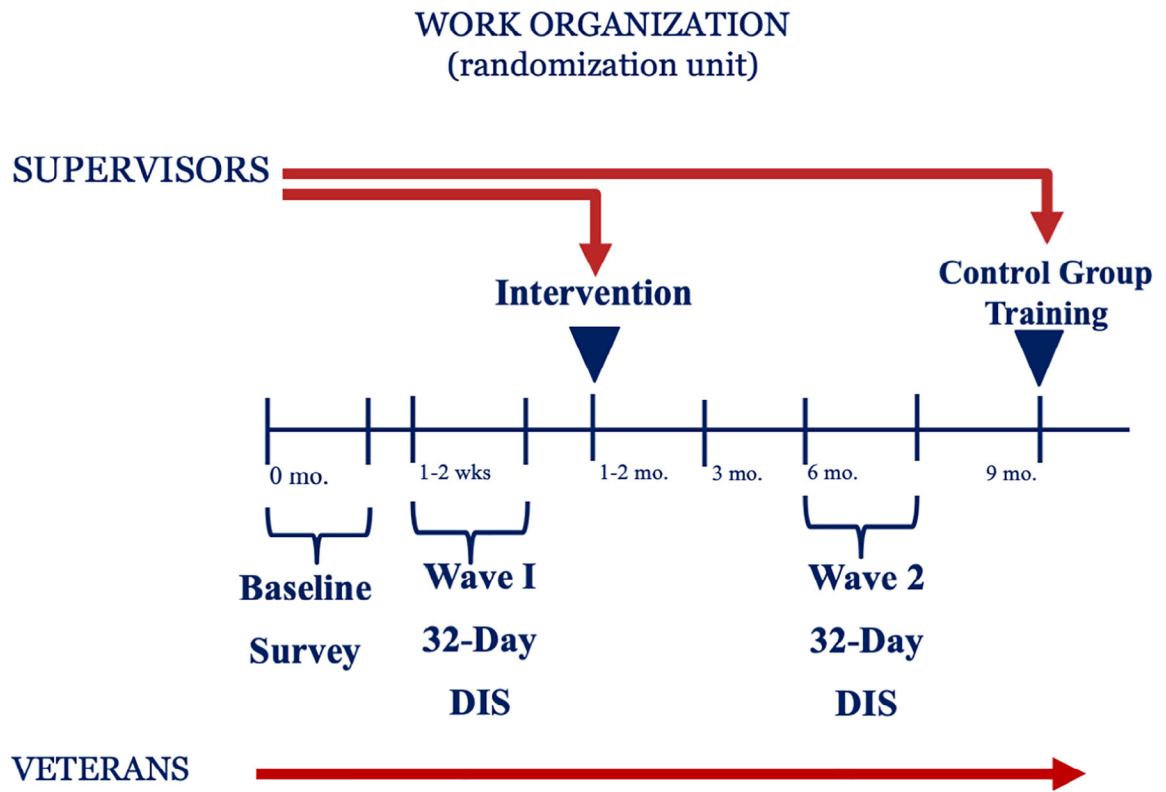 WORK ORGANIZATION
(randomization unit)
SUPERVISORS
Intervention
Control Group
Training
0 mo.
1-2 wks
1-2 mo.
3 mo.
6 mo.
9 mo.
Baseline
Survey
Wave I
32-Day
DIS
Wave 2
32-Day
DIS
VETERANS